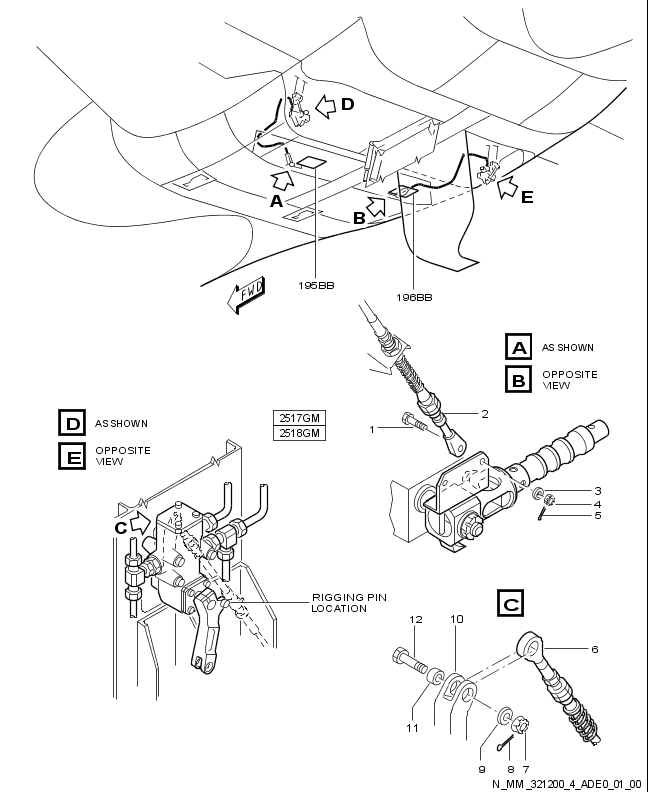 D
A
B
E
195BB
196BB
FWD
A AS SHOWN
B OPPOSITE
VIEW
1
2
3
4
5
D AS SHOWN
E OPPOSITE
VIEW
2517GM
2518GM
C
RIGGING PIN
LOCATION
C
12
10
6
11
9
8
7
N_MM_321200_4_ADE0_01_00